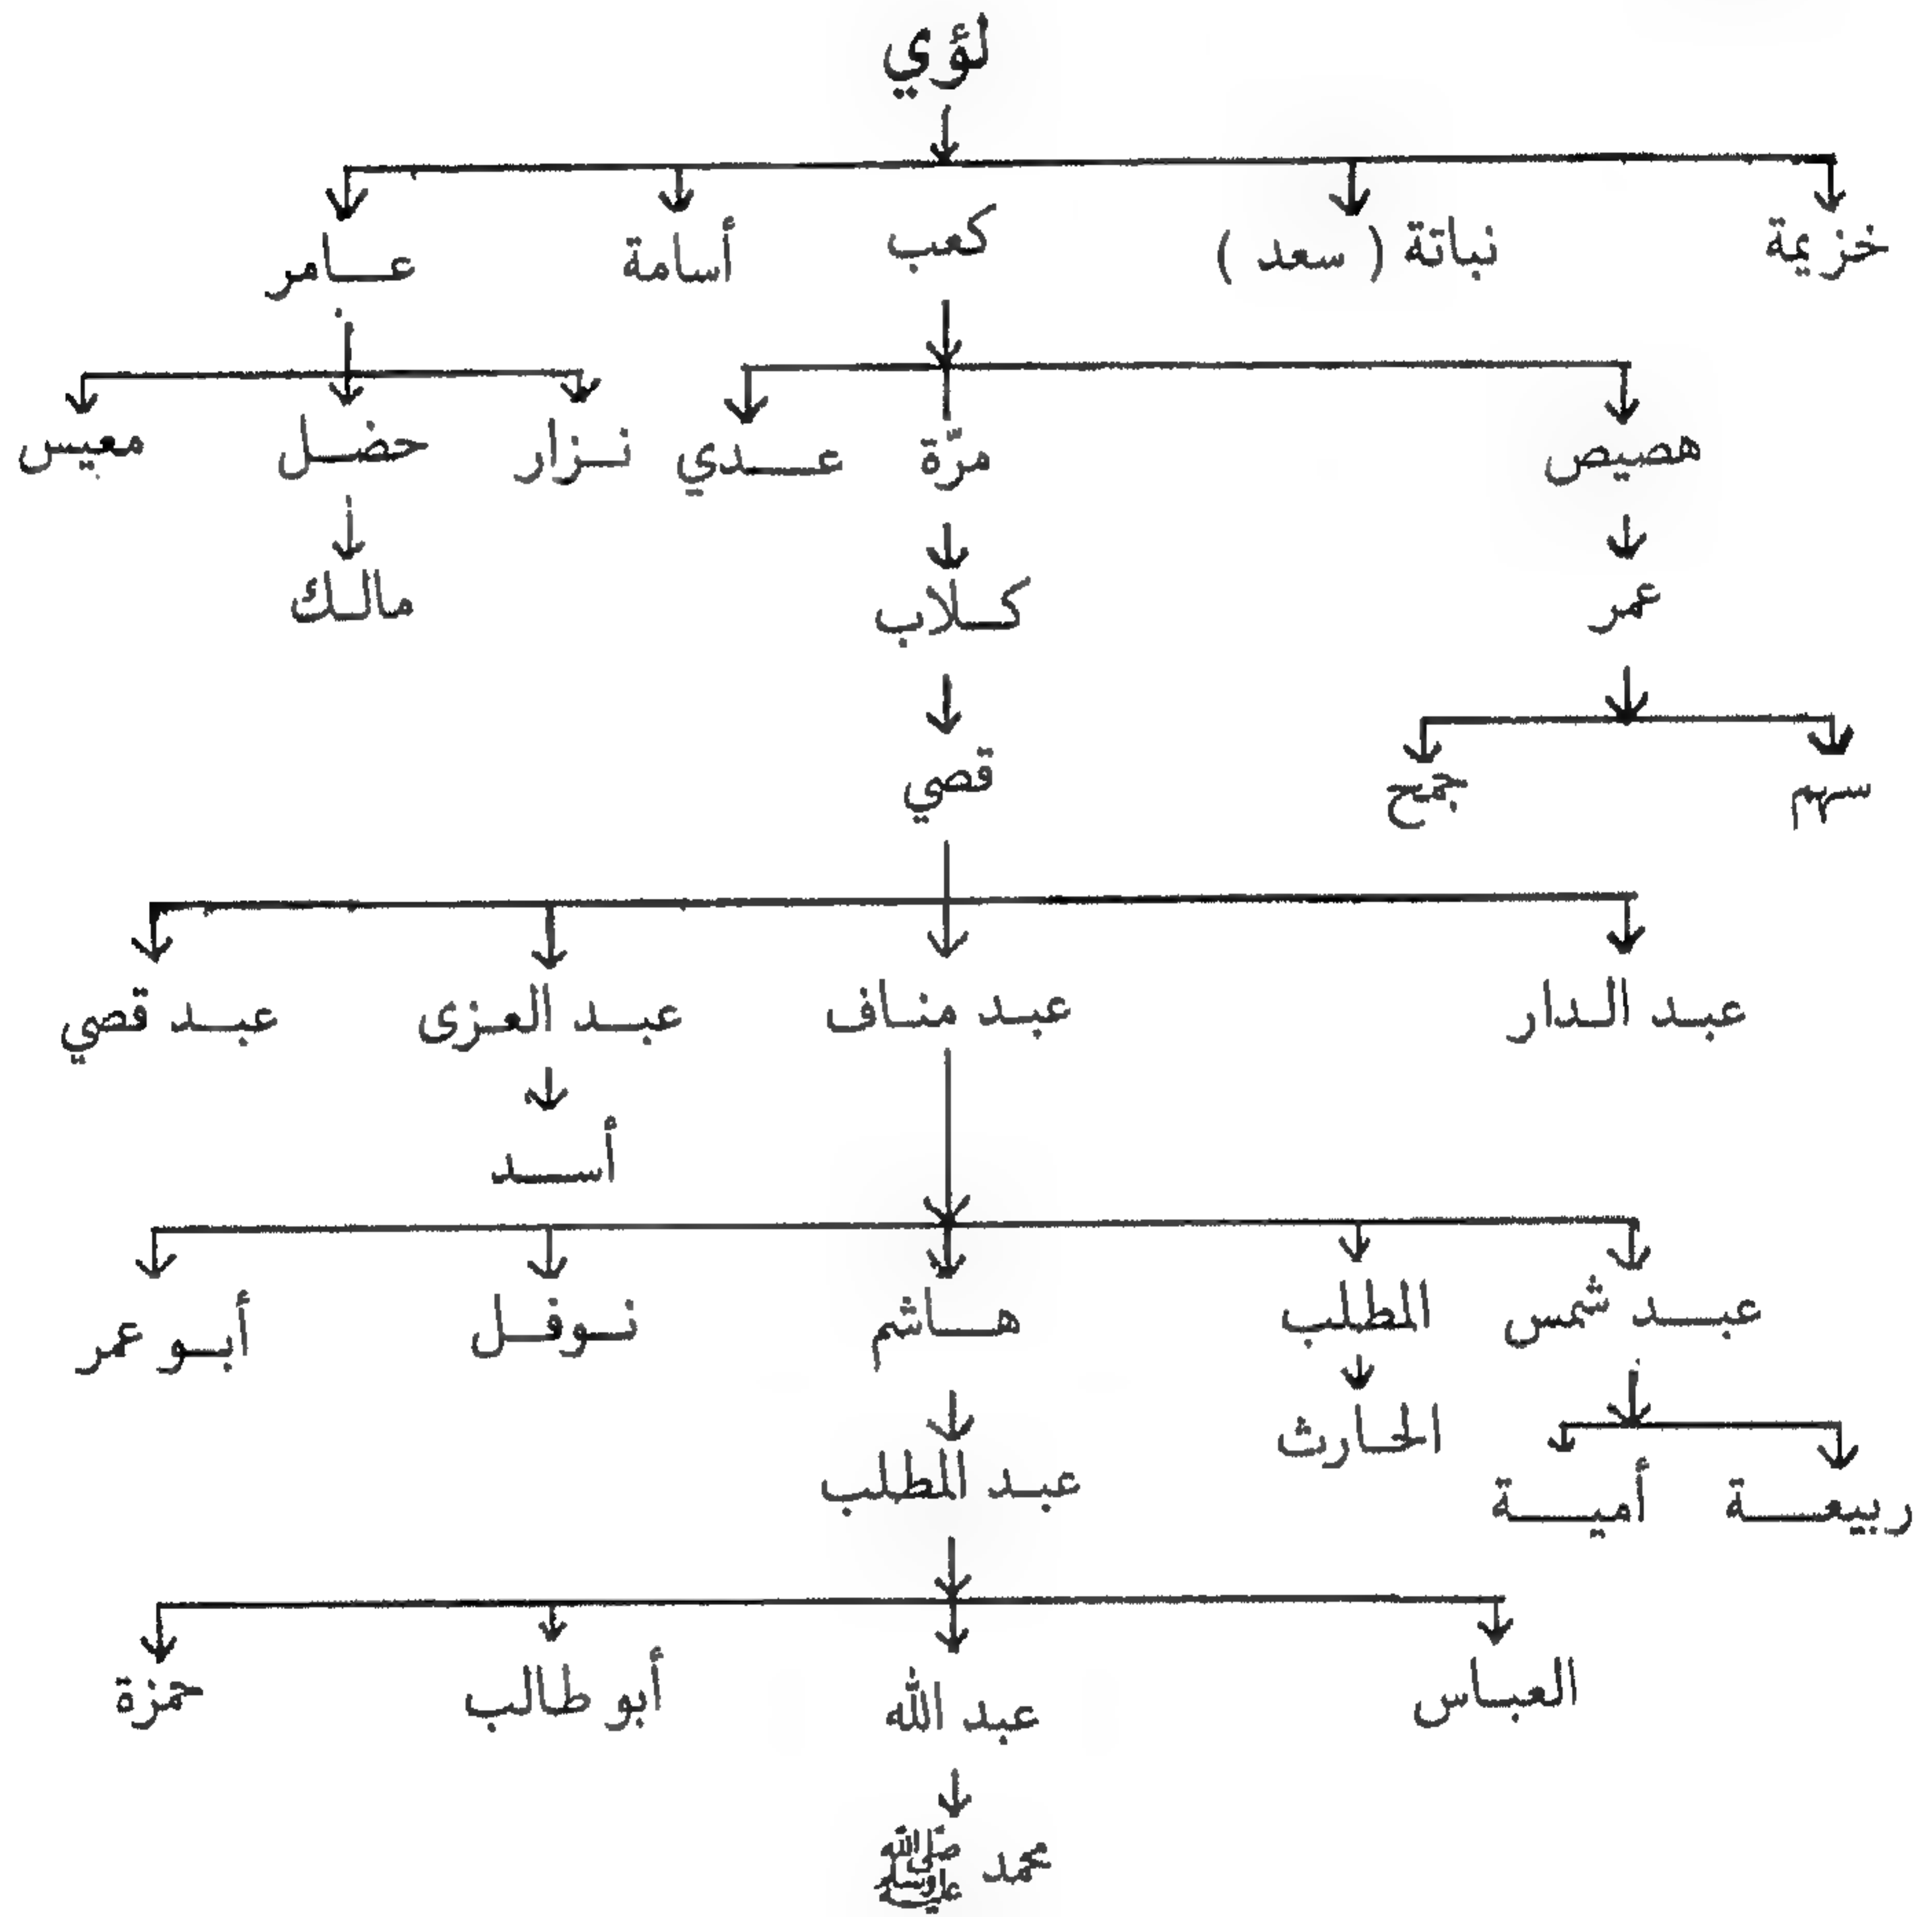 لؤي
خزيمة نباتة ( سعد ) كعب أسامة عامر
هصيص مرّة عدي نزار حضل معيس
عمر كلاب مالك
سهم جمح قصي
عبد الدار عبد مناف عبد العزى عبد قصي
أسد
عبد شمس المطلب هاشم نوفل أبو عمر
الحارث
ربيعة أمية عبد المطلب
العباس عبد الله أبو طالب حمزة
محمد ﷺ